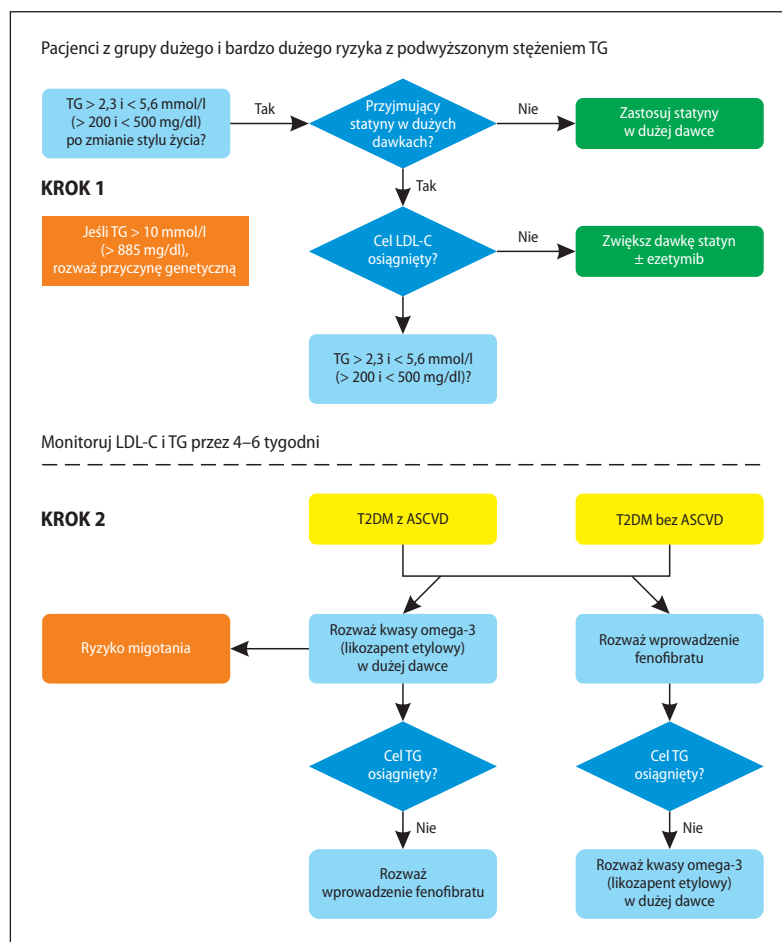 Pacjenci z grupy dużego i bardzo dużego ryzyka z podwyższonym stężeniem TG
TG > 2,3 i < 5,6 mmol/l
(> 200 i < 500 mg/dl)
po zmianie stylu życia?
Tak
Przyjmujący
statyny w dużych
dawkach?
Nie
Zastosuj statyny
w dużej dawce
KROK 1
Tak
Jeśli TG > 10 mmol/l
(> 885 mg/dl),
rozważ przyczynę genetyczną
Cel LDL-C
osiągnięty?
Nie
Zwiększ dawkę statyn
± ezetymib
TG > 2,3 i < 5,6 mmol/l
(> 200 i < 500 mg/dl)?
Monitoruj LDL-C i TG przez 4–6 tygodni
KROK 2
T2DM z ASCVD
T2DM bez ASCVD
Ryzyko migotania
Rozważ kwasy omega-3
(likozapent etylowy)
w dużej dawce
Rozważ wprowadzenie
fenofibratu
Cel TG
osiągnięty?
Cel TG
osiągnięty?
Nie
Nie
Rozważ
wprowadzenie fenofibratu
Rozważ kwasy omega-3
(likozapent etylowy)
w dużej dawce